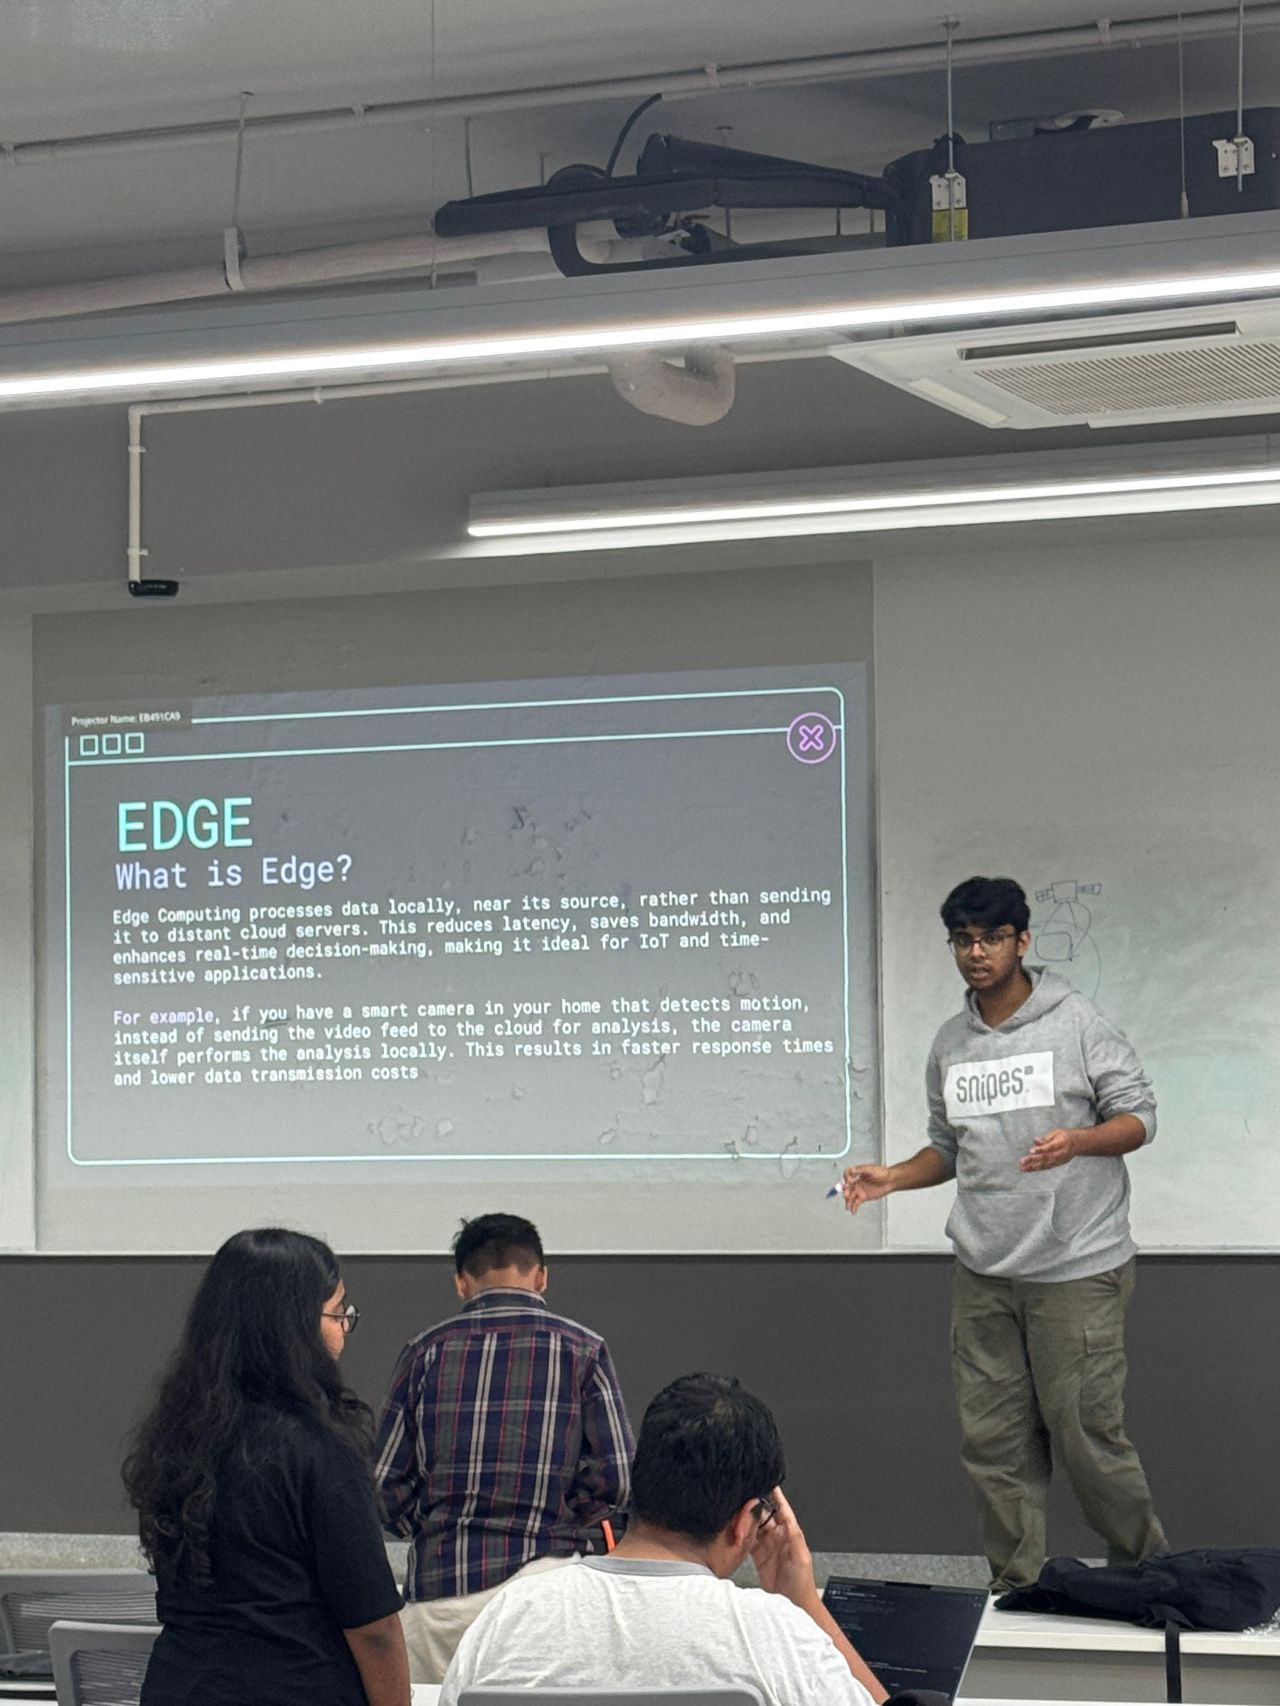 Projector Name: EB491CA9
EDGE
What is Edge?
Edge Computing processes data locally, near its source, rather than sending
it to distant cloud servers. This reduces latency, saves bandwidth, and
enhances real-time decision-making, making it ideal for IoT and time-
sensitive applications.
For example, if you have a smart camera in your home that detects motion,
instead of sending the video feed to the cloud for analysis, the camera
itself performs the analysis locally. This results in faster response times
and lower data transmission costs
snipes